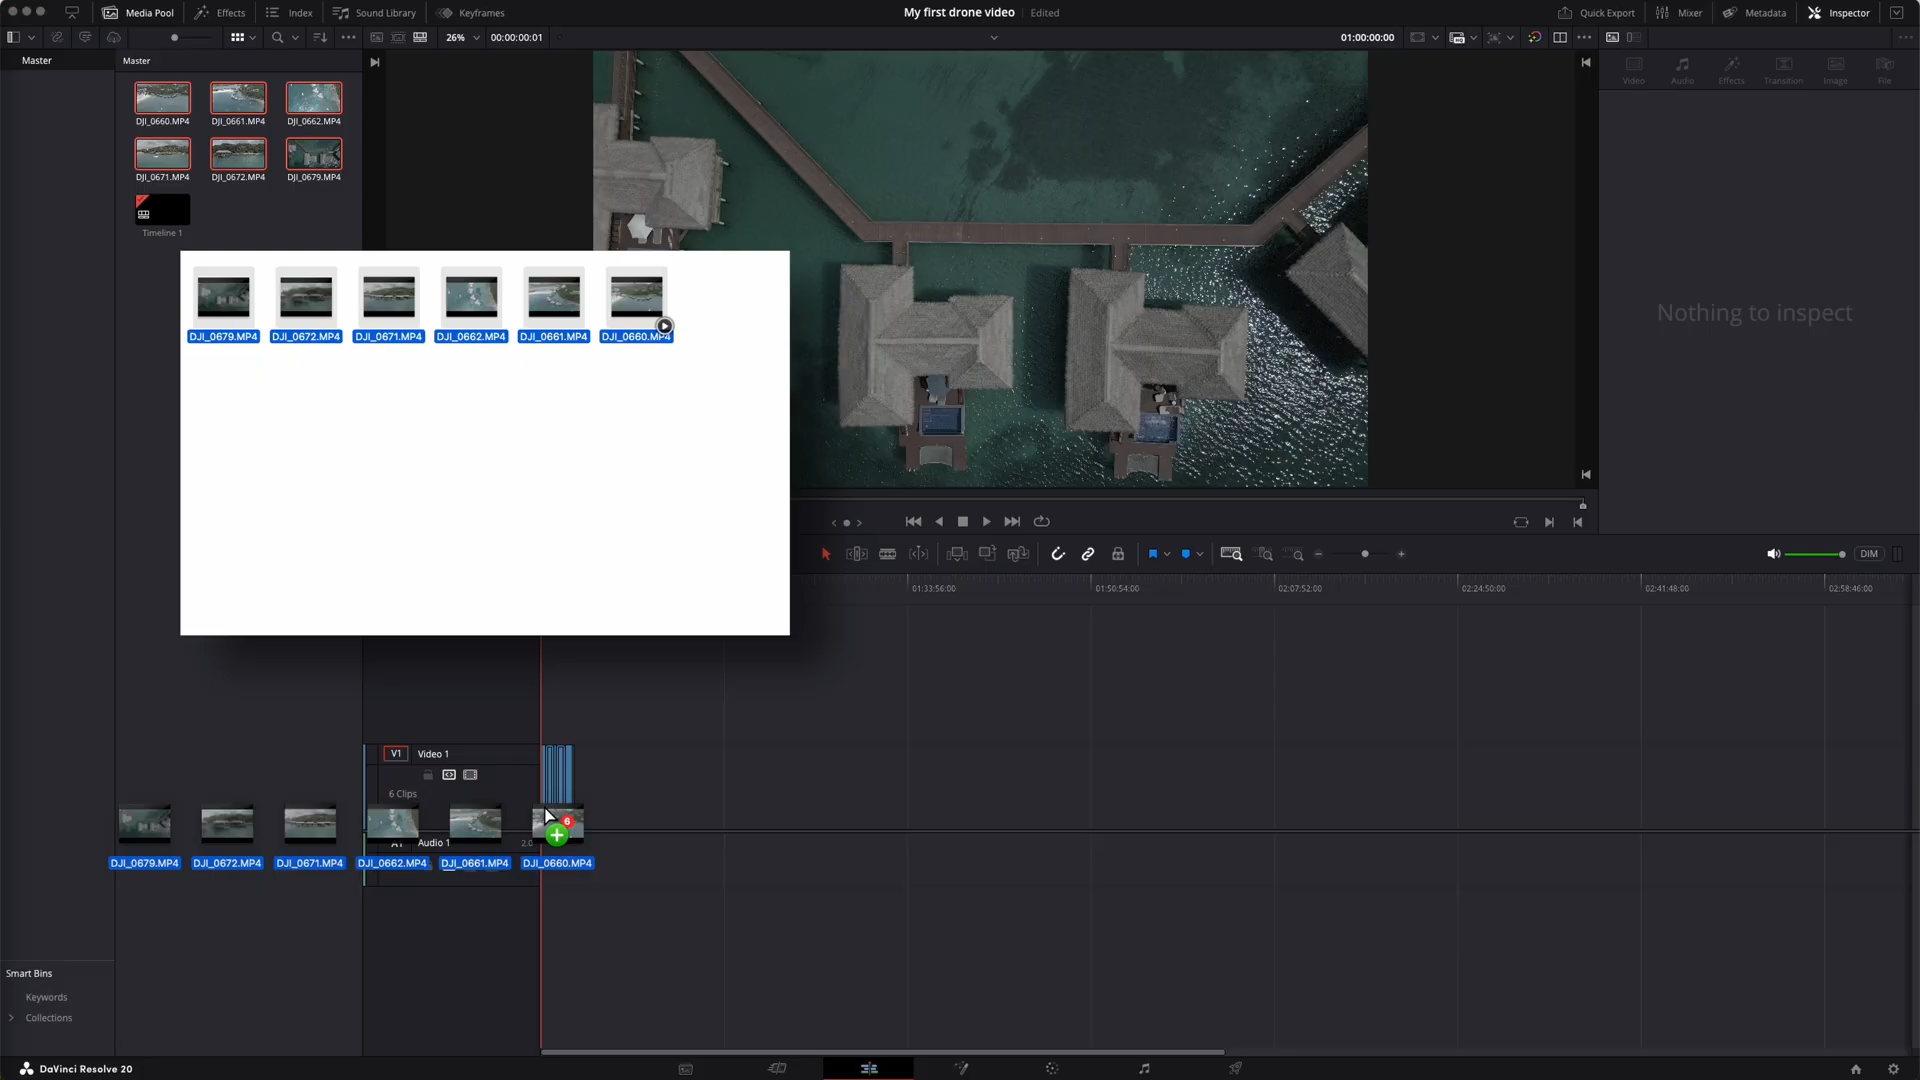 Media Pool Effects Index Sound Library Keyframes My first drone video Edited Quick Export Mixer Metadata Inspector
26% 00:00:00:01 01:00:00:00
Master Master
Video Audio Effects Transition Image File
DJI_0660.MP4 DJI_0661.MP4 DJI_0662.MP4
DJI_0671.MP4 DJI_0672.MP4 DJI_0679.MP4
Timeline 1
DJI_0679.MP4 DJI_0672.MP4 DJI_0671.MP4 DJI_0662.MP4 DJI_0661.MP4 DJI_0660.MP4
Nothing to inspect
DIM
01:33:56:00 01:50:54:00 02:07:52:00 02:24:50:00 02:41:48:00 02:58:46:00
V1 Video 1
6 Clips
6
A1 Audio 1 2.0
DJI_0679.MP4 DJI_0672.MP4 DJI_0671.MP4 DJI_0662.MP4 DJI_0661.MP4 DJI_0660.MP4
Smart Bins
Keywords
Collections
DaVinci Resolve 20